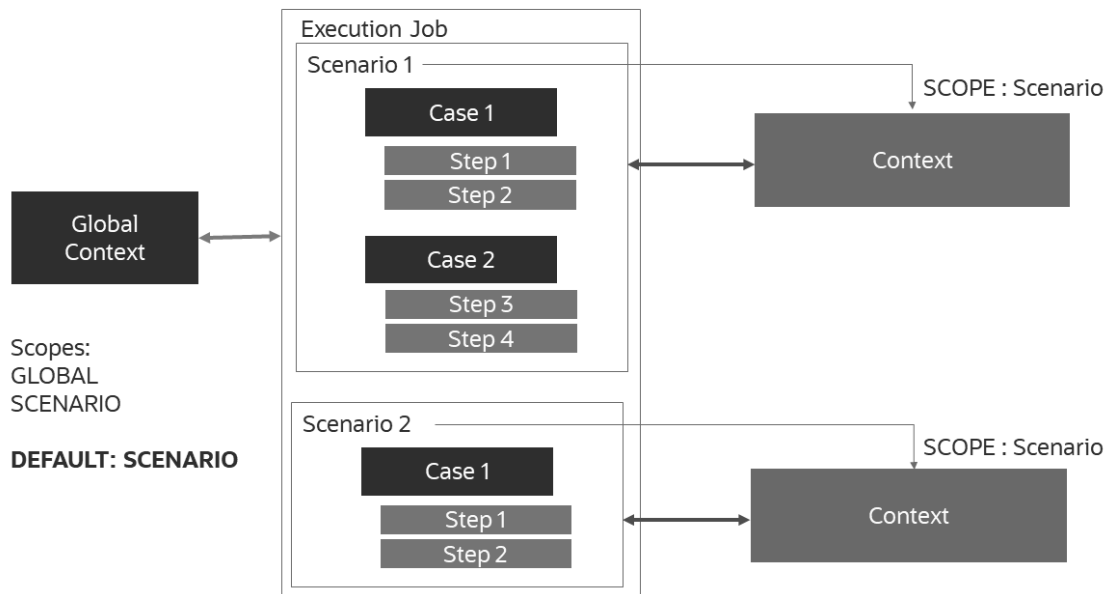 Execution Job
Scenario 1
Case 1
Step 1
Step 2
Case 2
Step 3
Step 4
SCOPE : Scenario
Context
Global
Context
Scopes:
GLOBAL
SCENARIO
DEFAULT: SCENARIO
Scenario 2
Case 1
Step 1
Step 2
SCOPE : Scenario
Context